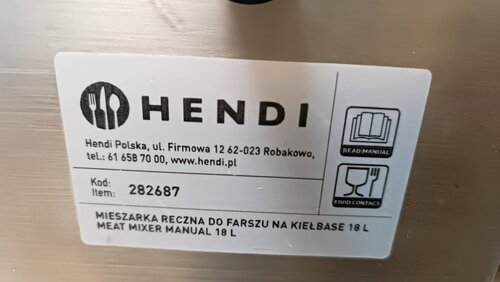 HENDI
Hendi Polska, ul. Firmowa 12 62-023 Robakowo,
tel.: 61 658 70 00, www.hendi.pl
READ MANUAL
FOOD CONTACT
Kod:
Item: 282687
MIESZARKA RECZNA DO FARSZU NA KIEŁBASE 18 L
MEAT MIXER MANUAL 18 L